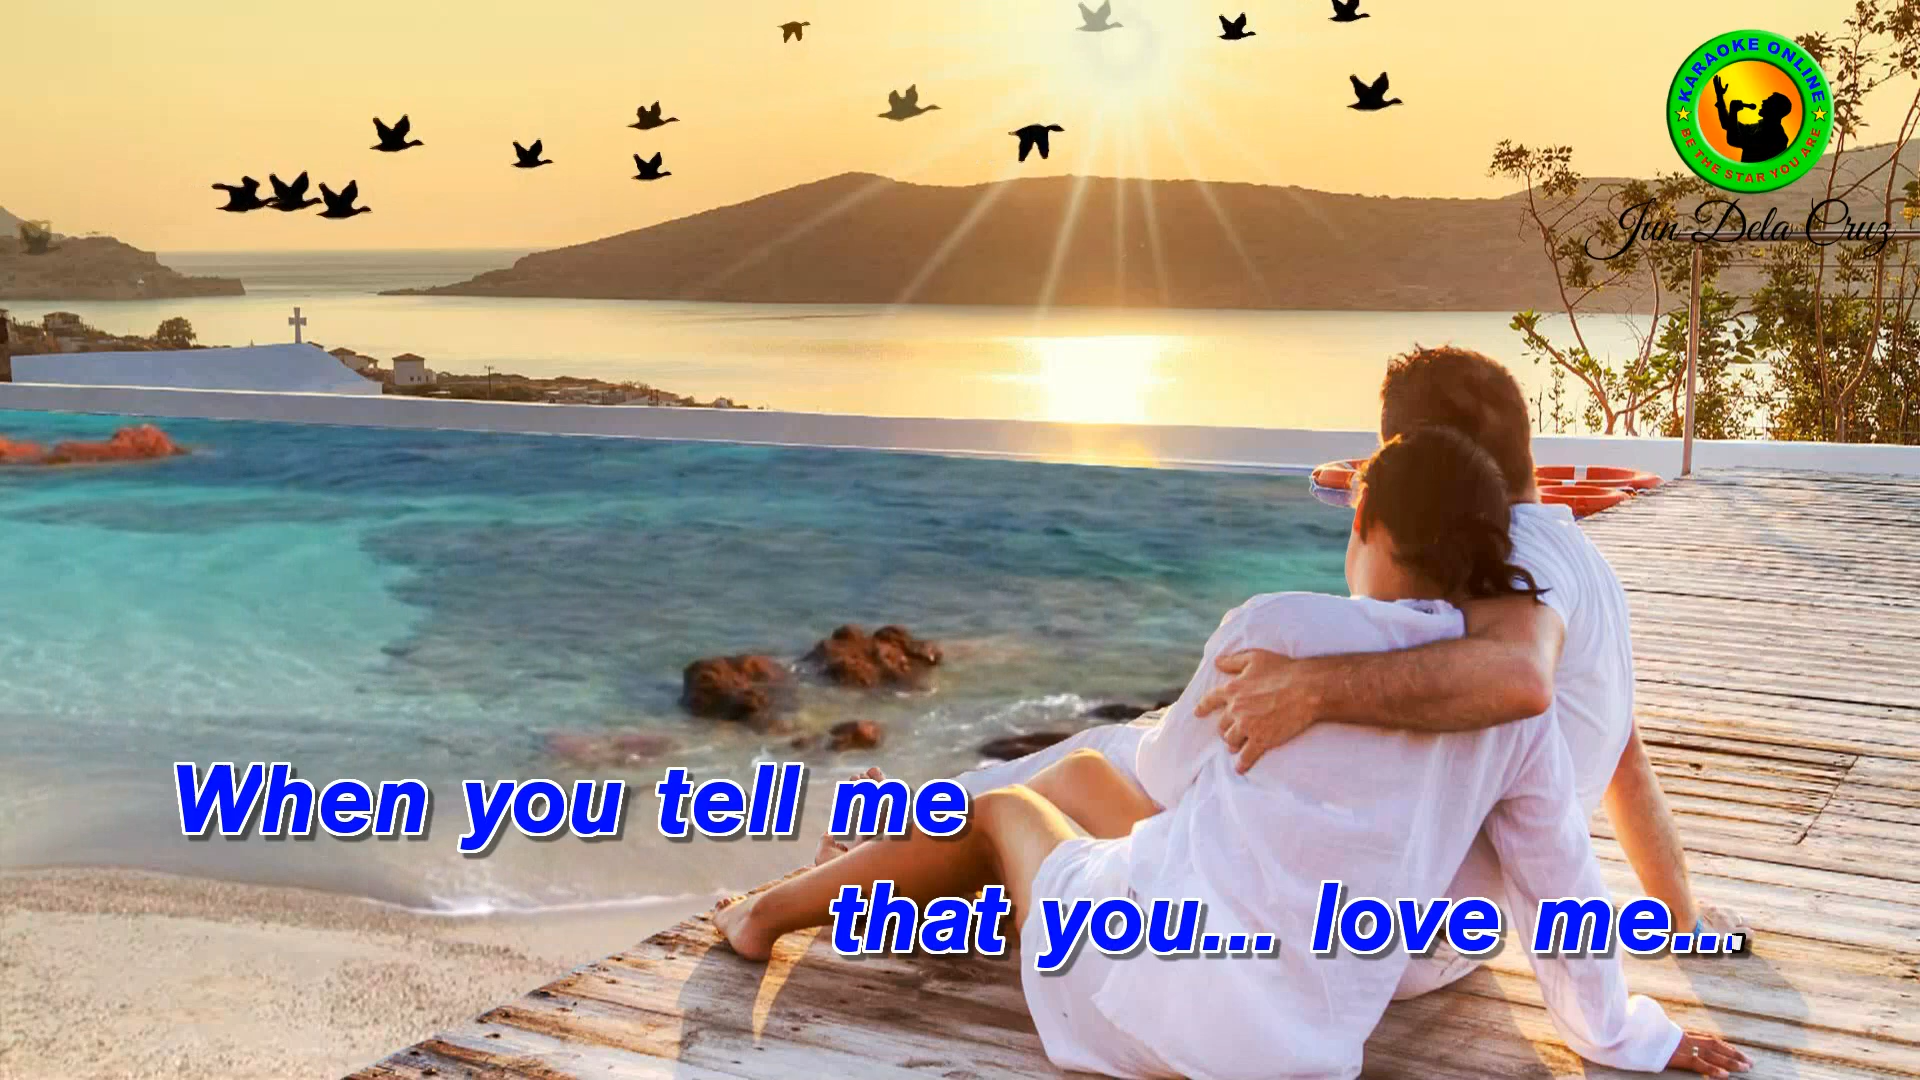 KARAOKE ONLINE
BE THE STAR YOU ARE
Jun Dela Cruz
When you tell me
that you... love me...